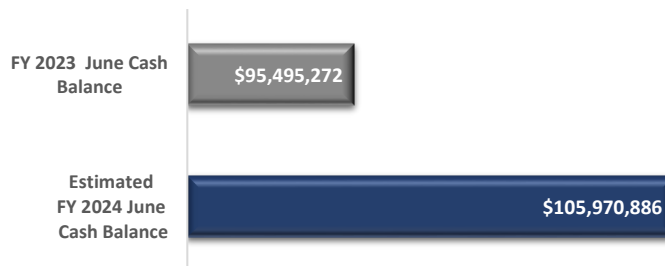 FY 2023  June Cash
Balance
$95,495,272
Estimated
FY 2024 June
Cash Balance
$105,970,886